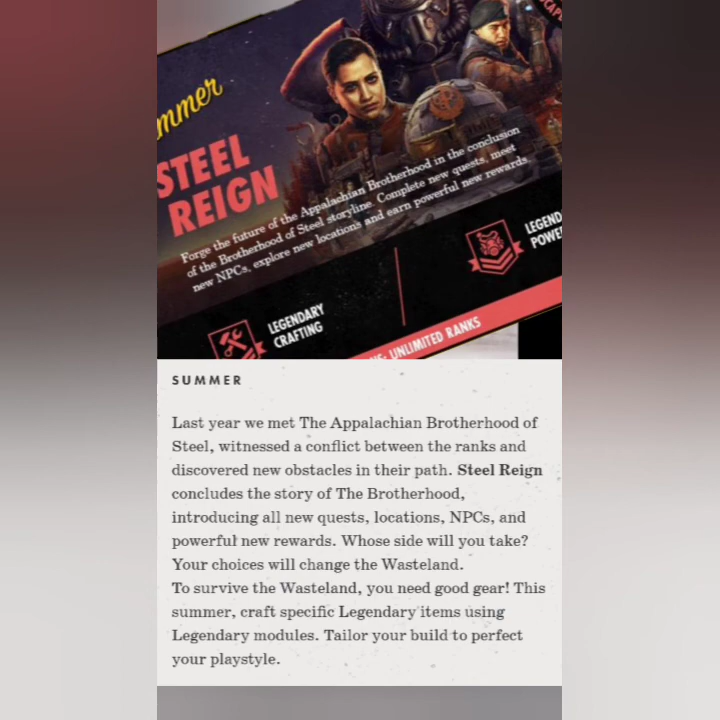 STEEL
REIGN
Forge the future of the Appalachian Brotherhood in the conclusion
of the Brotherhood of Steel storyline. Complete new quests, meet
new NPCs, explore new locations and earn powerful new rewards.
LEGENDARY
CRAFTING
UNLIMITED RANKS
SUMMER
Last year we met The Appalachian Brotherhood of
Steel, witnessed a conflict between the ranks and
discovered new obstacles in their path. Steel Reign
concludes the story of The Brotherhood,
introducing all new quests, locations, NPCs, and
powerful new rewards. Whose side will you take?
Your choices will change the Wasteland.
To survive the Wasteland, you need good gear! This
summer, craft specific Legendary items using
Legendary modules. Tailor your build to perfect
your playstyle.